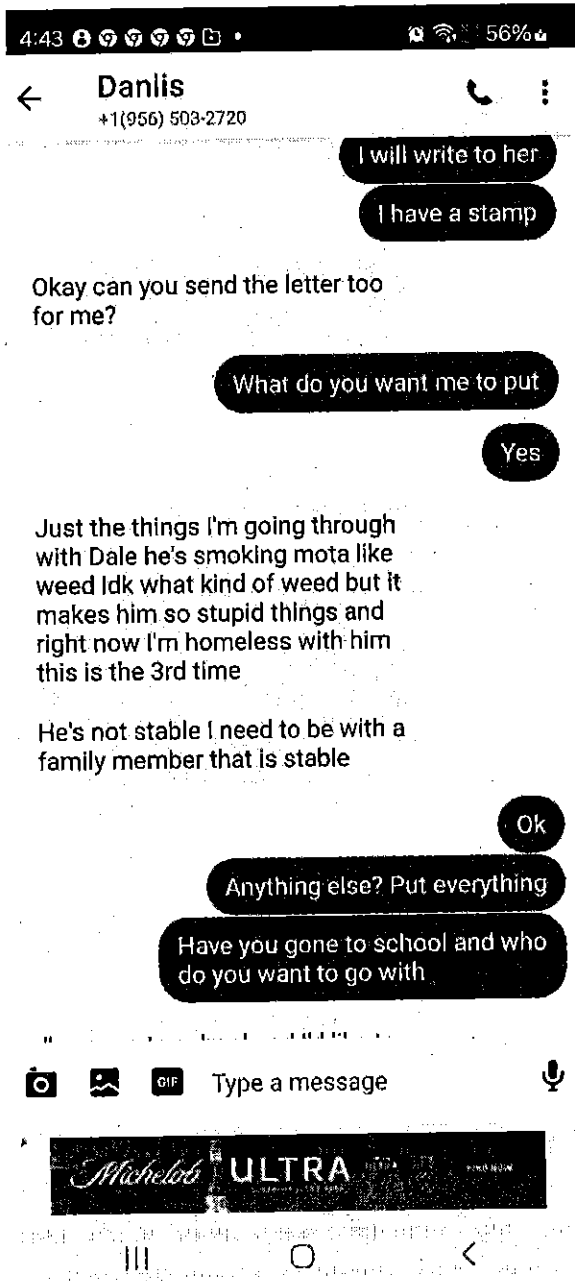 4:43
56%
Danlis
+1(956) 503-2720
I will write to her
I have a stamp
Okay can you send the letter too
for me?
What do you want me to put
Yes
Just the things I'm going through
with Dale he's smoking mota like
weed Idk what kind of weed but it
makes him so stupid things and
right now I'm homeless with him
this is the 3rd time
He's not stable I need to be with a
family member that is stable
Ok
Anything else? Put everything
Have you gone to school and who
do you want to go with
GIF Type a message
Michelob ULTRA